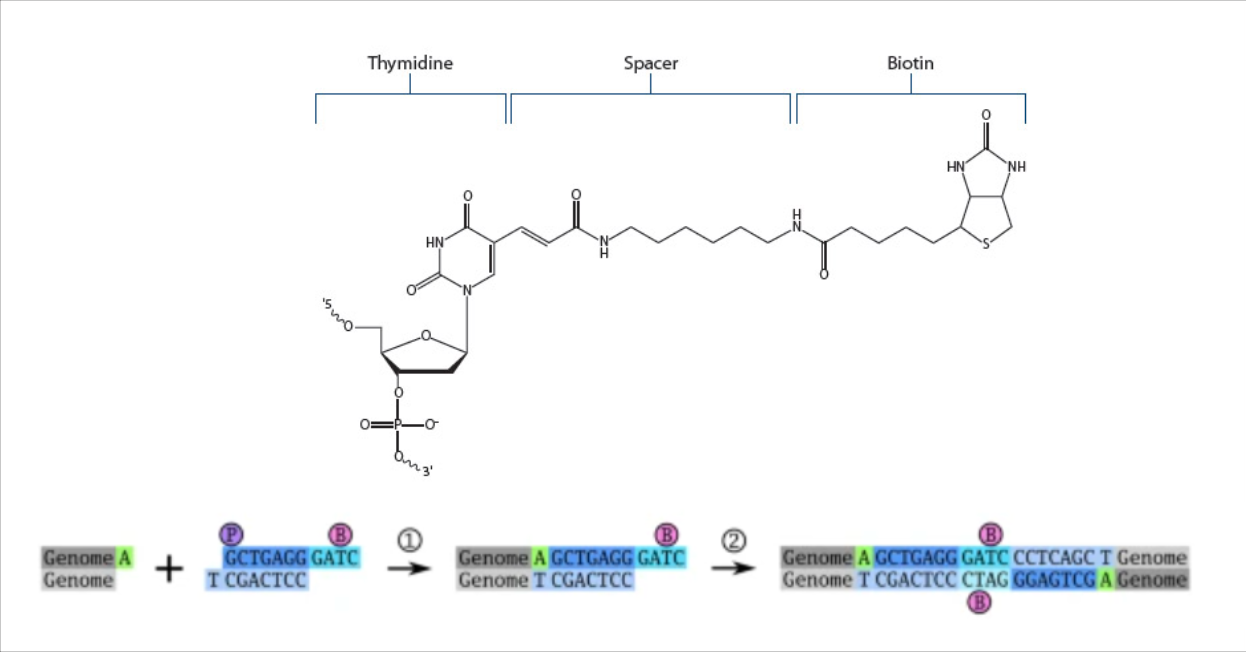 Thymidine Spacer Biotin
O
HN NH
O O H
N
HN N
H S
O N O
'5
O O
O
O P O-
O 3'
P B ① B ② B
Genome A + GCTGAGG GATC Genome A GCTGAGG GATC Genome A GCTGAGG GATC CCTCAGC T Genome
Genome T CGACTCC Genome T CGACTCC Genome T CGACTCC CTAG GGAGTCG A Genome
B